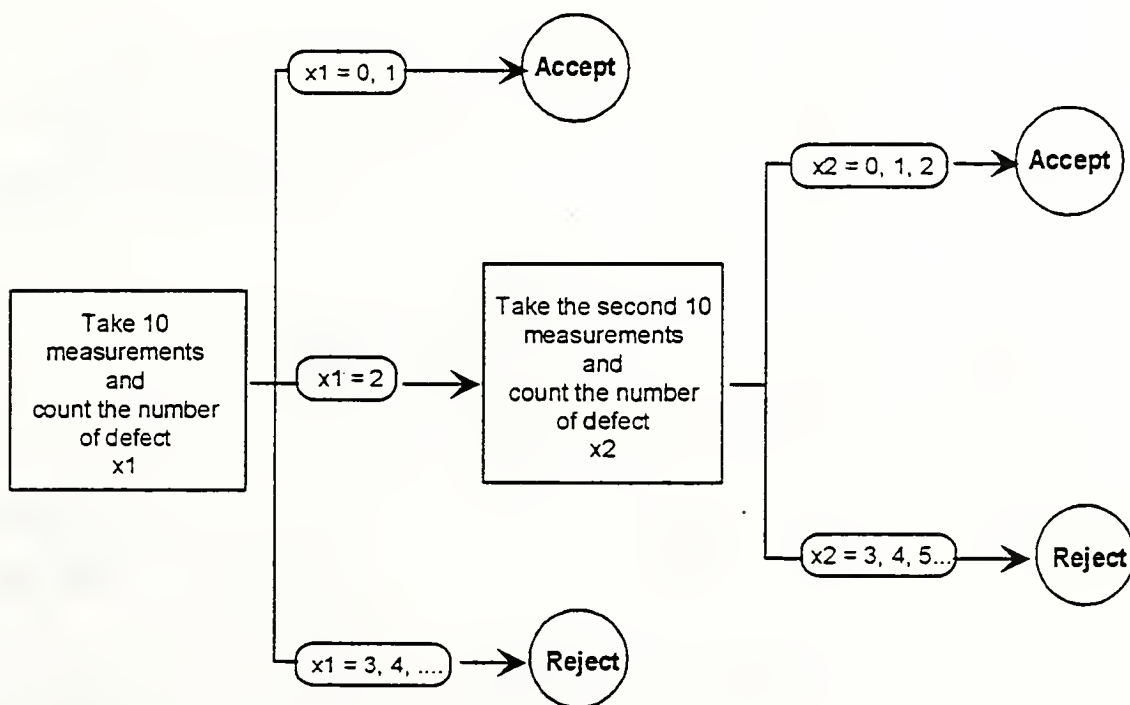 x1 = 0, 1
Accept
x2 = 0, 1, 2
Accept
Take 10
measurements
and
count the number
of defect
x1
x1 = 2
Take the second 10
measurements
and
count the number
of defect
x2
x2 = 3, 4, 5...
Reject
x1 = 3, 4, ....
Reject